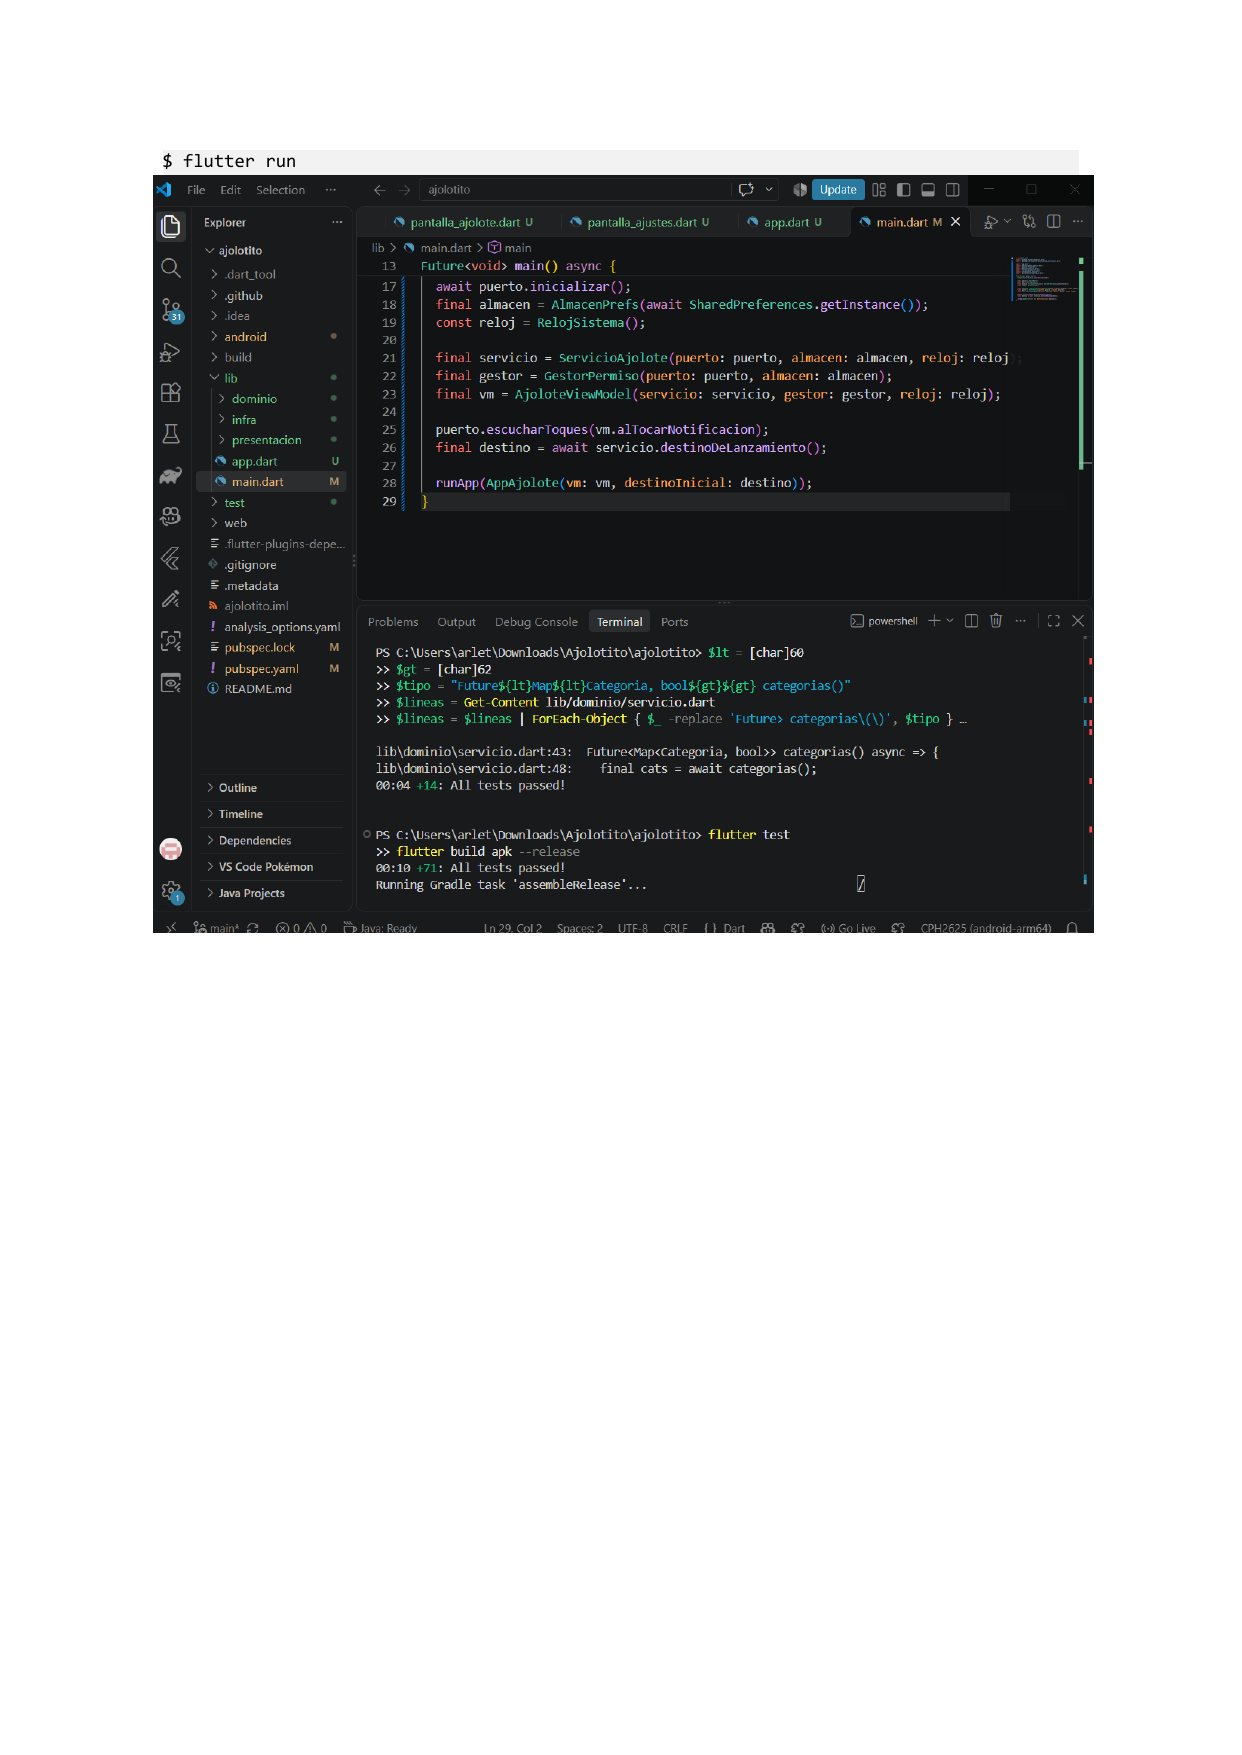 $ flutter run
File Edit Selection ··· ajolotito Update
Explorer ···
ajolotito
.dart_tool
.github
.idea
android
build
lib
dominio
infra
presentacion
app.dart U
main.dart M
test
web
.flutter-plugins-depe...
.gitignore
.metadata
ajolotito.iml
analysis_options.yaml
pubspec.lock M
pubspec.yaml M
README.md
Outline
Timeline
Dependencies
VS Code Pokémon
Java Projects
31
1
pantalla_ajolote.dart U pantalla_ajustes.dart U app.dart U main.dart M
lib > main.dart > main
13 Future<void> main() async {
17 await puerto.inicializar();
18 final almacen = AlmacenPrefs(await SharedPreferences.getInstance());
19 const reloj = RelojSistema();
20
21 final servicio = ServicioAjolote(puerto: puerto, almacen: almacen, reloj: reloj);
22 final gestor = GestorPermiso(puerto: puerto, almacen: almacen);
23 final vm = AjoloteViewModel(servicio: servicio, gestor: gestor, reloj: reloj);
24
25 puerto.escucharToques(vm.alTocarNotificacion);
26 final destino = await servicio.destinoDeLanzamiento();
27
28 runApp(AppAjolote(vm: vm, destinoInicial: destino));
29 }
Problems Output Debug Console Terminal Ports powershell
PS C:\Users\arlet\Downloads\Ajolotito\ajolotito> $lt = [char]60
>> $gt = [char]62
>> $tipo = "Future${lt}Map${lt}Categoria, bool${gt}${gt} categorias()"
>> $lineas = Get-Content lib/dominio/servicio.dart
>> $lineas = $lineas | ForEach-Object { $_ -replace 'Future> categorias\(\)', $tipo } …
lib\dominio\servicio.dart:43:  Future<Map<Categoria, bool>> categorias() async => {
lib\dominio\servicio.dart:48:    final cats = await categorias();
00:04 +14: All tests passed!
PS C:\Users\arlet\Downloads\Ajolotito\ajolotito> flutter test
>> flutter build apk --release
00:10 +71: All tests passed!
Running Gradle task 'assembleRelease'... /
main* 0 0 Java: Ready Ln 29, Col 2 Spaces: 2 UTF-8 CRLF { } Dart Go Live CPH2625 (android-arm64)